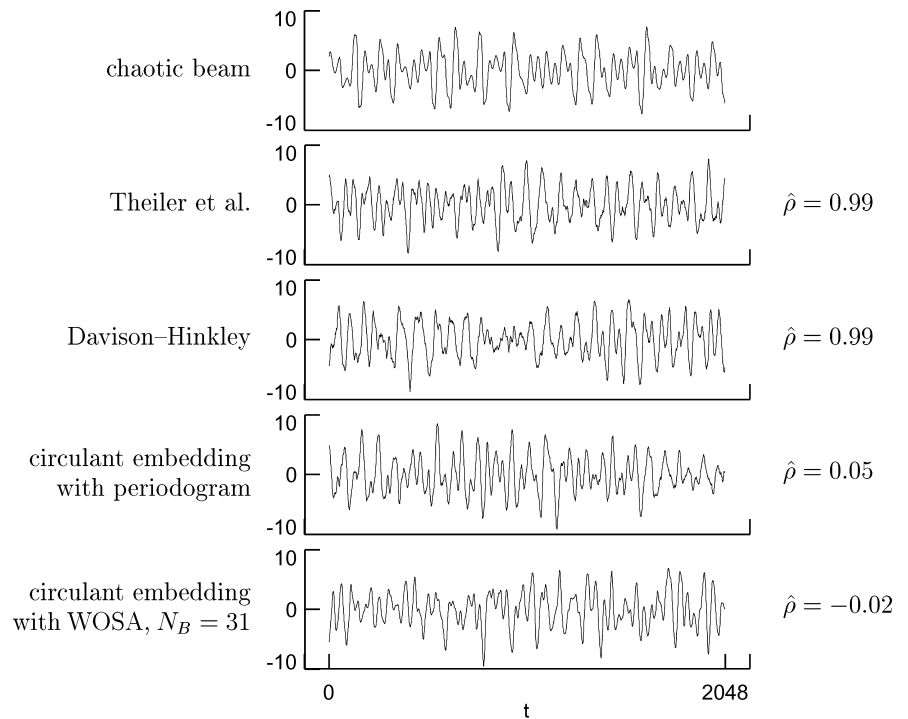 10
chaotic beam
0
-10
10
Theiler et al.
0
ρ̂ = 0.99
-10
10
Davison–Hinkley
0
ρ̂ = 0.99
-10
10
circulant embedding
with periodogram
0
ρ̂ = 0.05
-10
10
circulant embedding
with WOSA, N_B = 31
0
ρ̂ = −0.02
-10
0 2048
t